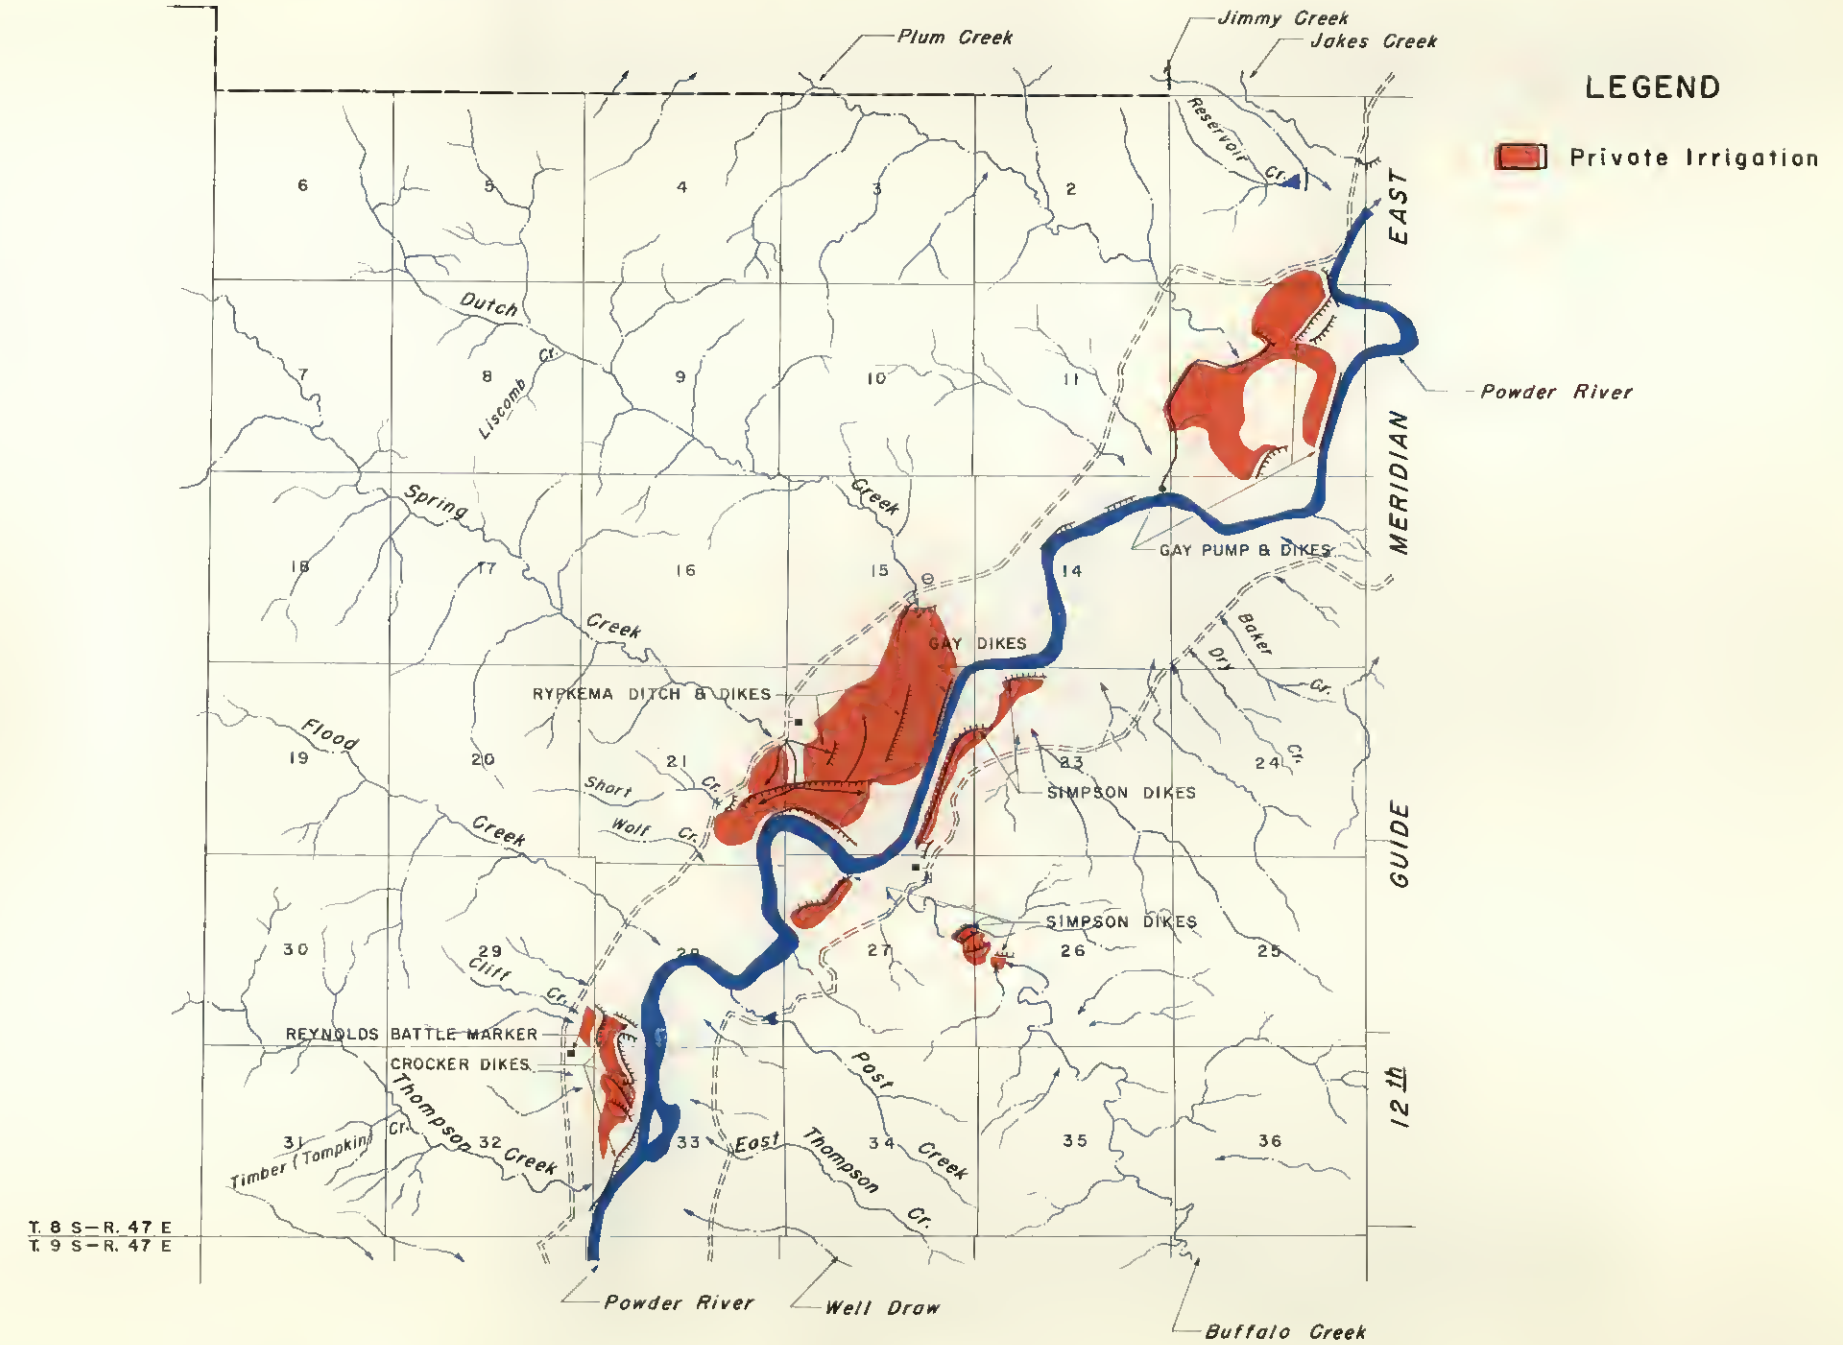 Plum Creek
Jimmy Creek
Jakes Creek
LEGEND
Private Irrigation
Reservoir Cr.
EAST
6
5
4
3
2
Dutch
Cr.
Liscomb
7
8
9
10
11
Powder River
MERIDIAN
Spring
Creek
GAY PUMP & DIKES
18
17
16
15
14
Creek
GAY DIKES
Baker
Dry
Cr.
RYPKEMA DITCH & DIKES
Flood
19
20
21
Cr.
Short
23
24
Cr.
SIMPSON DIKES
Wolf Cr.
Creek
GUIDE
SIMPSON DIKES
30
29
28
27
26
25
Cliff
Cr.
REYNOLDS BATTLE MARKER
CROCKER DIKES
Post
Creek
12th
Thompson
Creek
31
Cr.
32
33
East Thompson
Cr.
34
35
36
Timber (Tompkin)
T. 8 S—R. 47 E
T. 9 S—R. 47 E
Powder River
Well Draw
Buffalo Creek